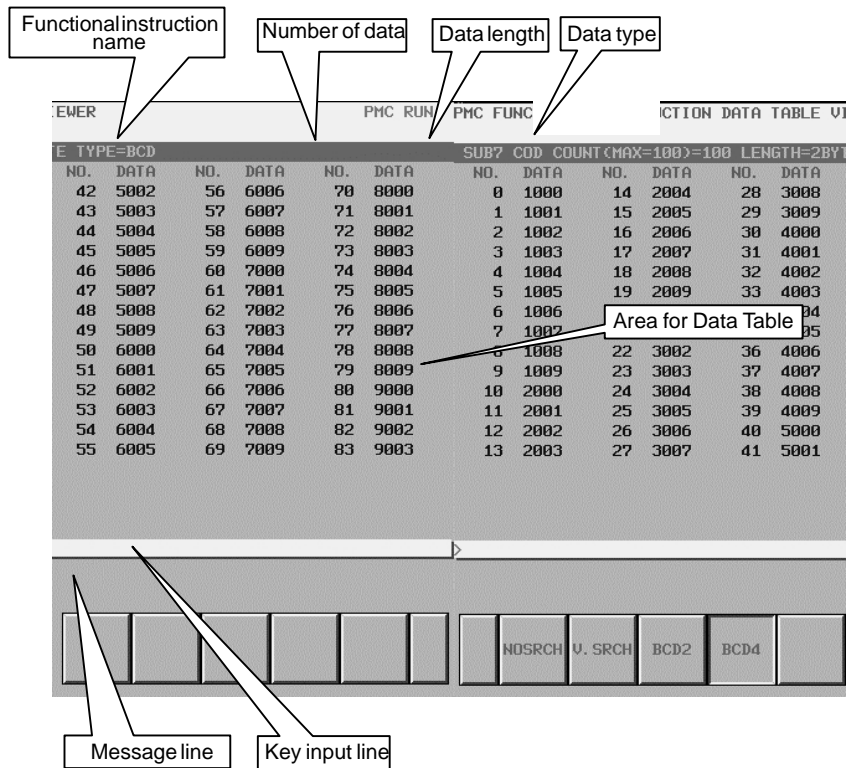 Functional instruction
name
Number of data
Data length
Data type
EWER PMC RUN PMC FUNC CTION DATA TABLE VI
E TYPE=BCD SUB7 COD COUNT(MAX=100)=100 LENGTH=2BYT
NO. DATA NO. DATA NO. DATA NO. DATA NO. DATA NO. DATA
42 5002 56 6006 70 8000 0 1000 14 2004 28 3008
43 5003 57 6007 71 8001 1 1001 15 2005 29 3009
44 5004 58 6008 72 8002 2 1002 16 2006 30 4000
45 5005 59 6009 73 8003 3 1003 17 2007 31 4001
46 5006 60 7000 74 8004 4 1004 18 2008 32 4002
47 5007 61 7001 75 8005 5 1005 19 2009 33 4003
48 5008 62 7002 76 8006 6 1006 04
49 5009 63 7003 77 8007 7 1007 Area for Data Table 05
50 6000 64 7004 78 8008 8 1008 22 3002 36 4006
51 6001 65 7005 79 8009 9 1009 23 3003 37 4007
52 6002 66 7006 80 9000 10 2000 24 3004 38 4008
53 6003 67 7007 81 9001 11 2001 25 3005 39 4009
54 6004 68 7008 82 9002 12 2002 26 3006 40 5000
55 6005 69 7009 83 9003 13 2003 27 3007 41 5001
>
NOSRCH V.SRCH BCD2 BCD4
Message line
Key input line